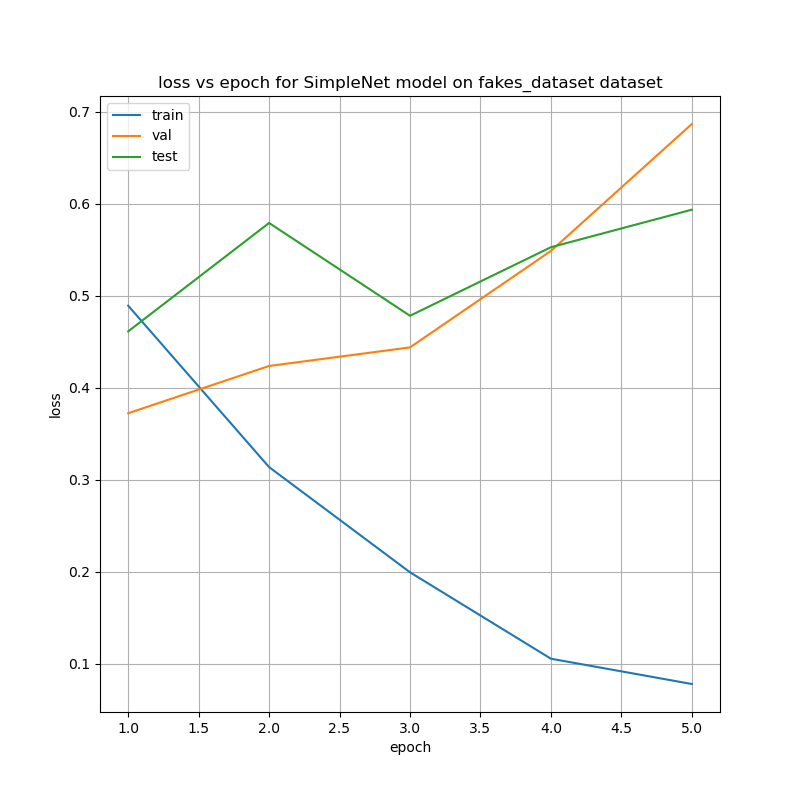 loss vs epoch for SimpleNet model on fakes_dataset dataset
train
val
test
0.7
0.6
0.5
0.4
0.3
0.2
0.1
loss
1.0 1.5 2.0 2.5 3.0 3.5 4.0 4.5 5.0
epoch